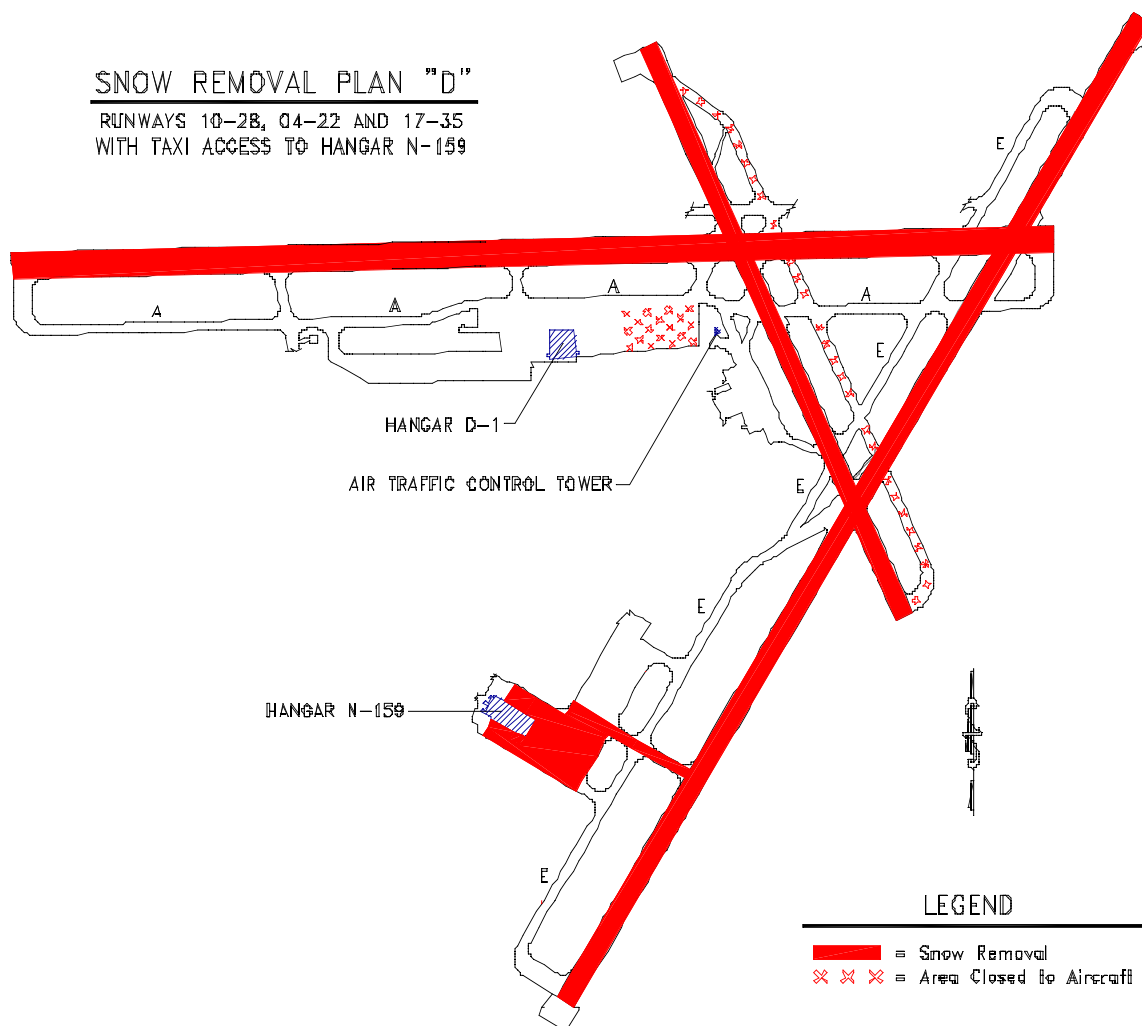 SNOW REMOVAL PLAN "D"
RUNWAYS 10-28, 04-22 AND 17-35
WITH TAXI ACCESS TO HANGAR N-159
E
A
A
A
A
E
HANGAR D-1
AIR TRAFFIC CONTROL TOWER
E
E
HANGAR N-159
E
LEGEND
= Snow Removal
= Area Closed to Aircraft